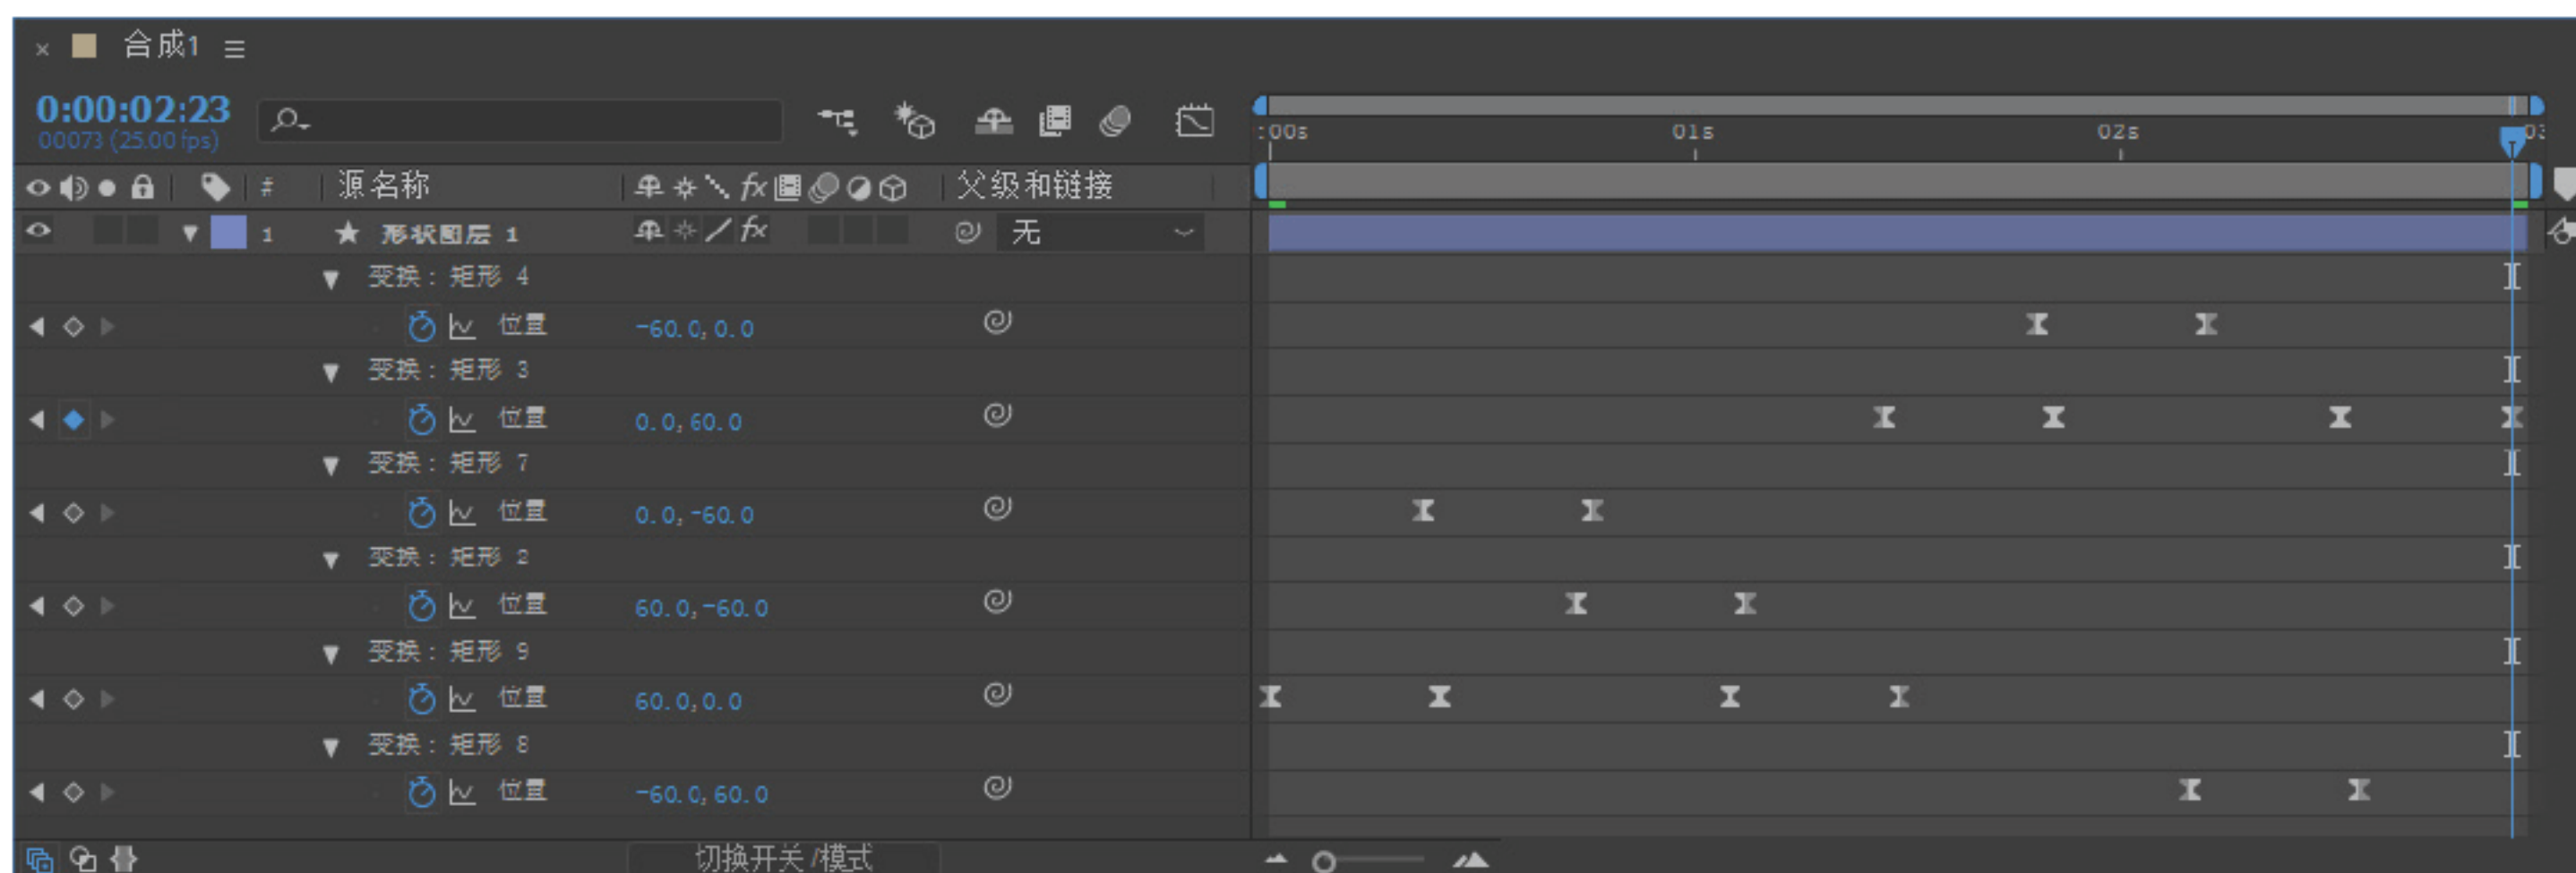 合成1
0:00:02:23
00073 (25.00 fps)
:00s 01s 02s 03
# 源名称 fx 父级和链接
1 形状图层 1 fx 无
变换: 矩形 4
位置 -60.0,0.0
变换: 矩形 3
位置 0.0,60.0
变换: 矩形 7
位置 0.0,-60.0
变换: 矩形 2
位置 60.0,-60.0
变换: 矩形 9
位置 60.0,0.0
变换: 矩形 8
位置 -60.0,60.0
切换开关/模式